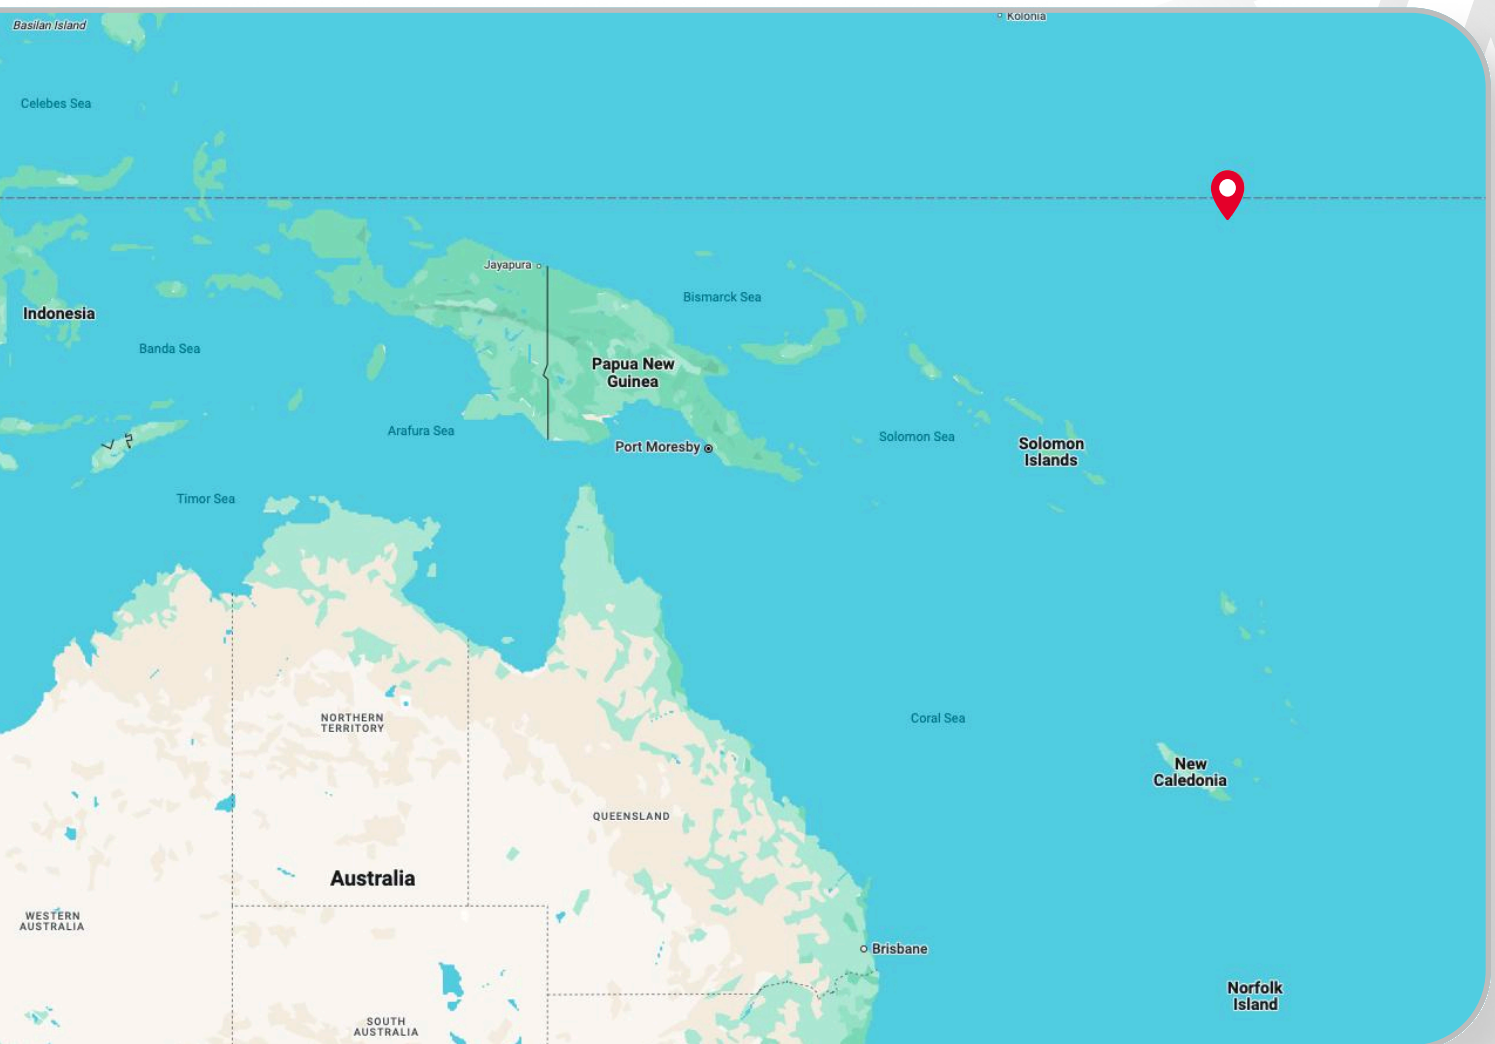 Basilan Island
Kolonia
Celebes Sea
Jayapura
Bismarck Sea
Indonesia
Banda Sea
Papua New
Guinea
Arafura Sea
Solomon Sea
Port Moresby
Solomon
Islands
Timor Sea
NORTHERN
TERRITORY
Coral Sea
New
Caledonia
QUEENSLAND
Australia
WESTERN
AUSTRALIA
Brisbane
Norfolk
Island
SOUTH
AUSTRALIA